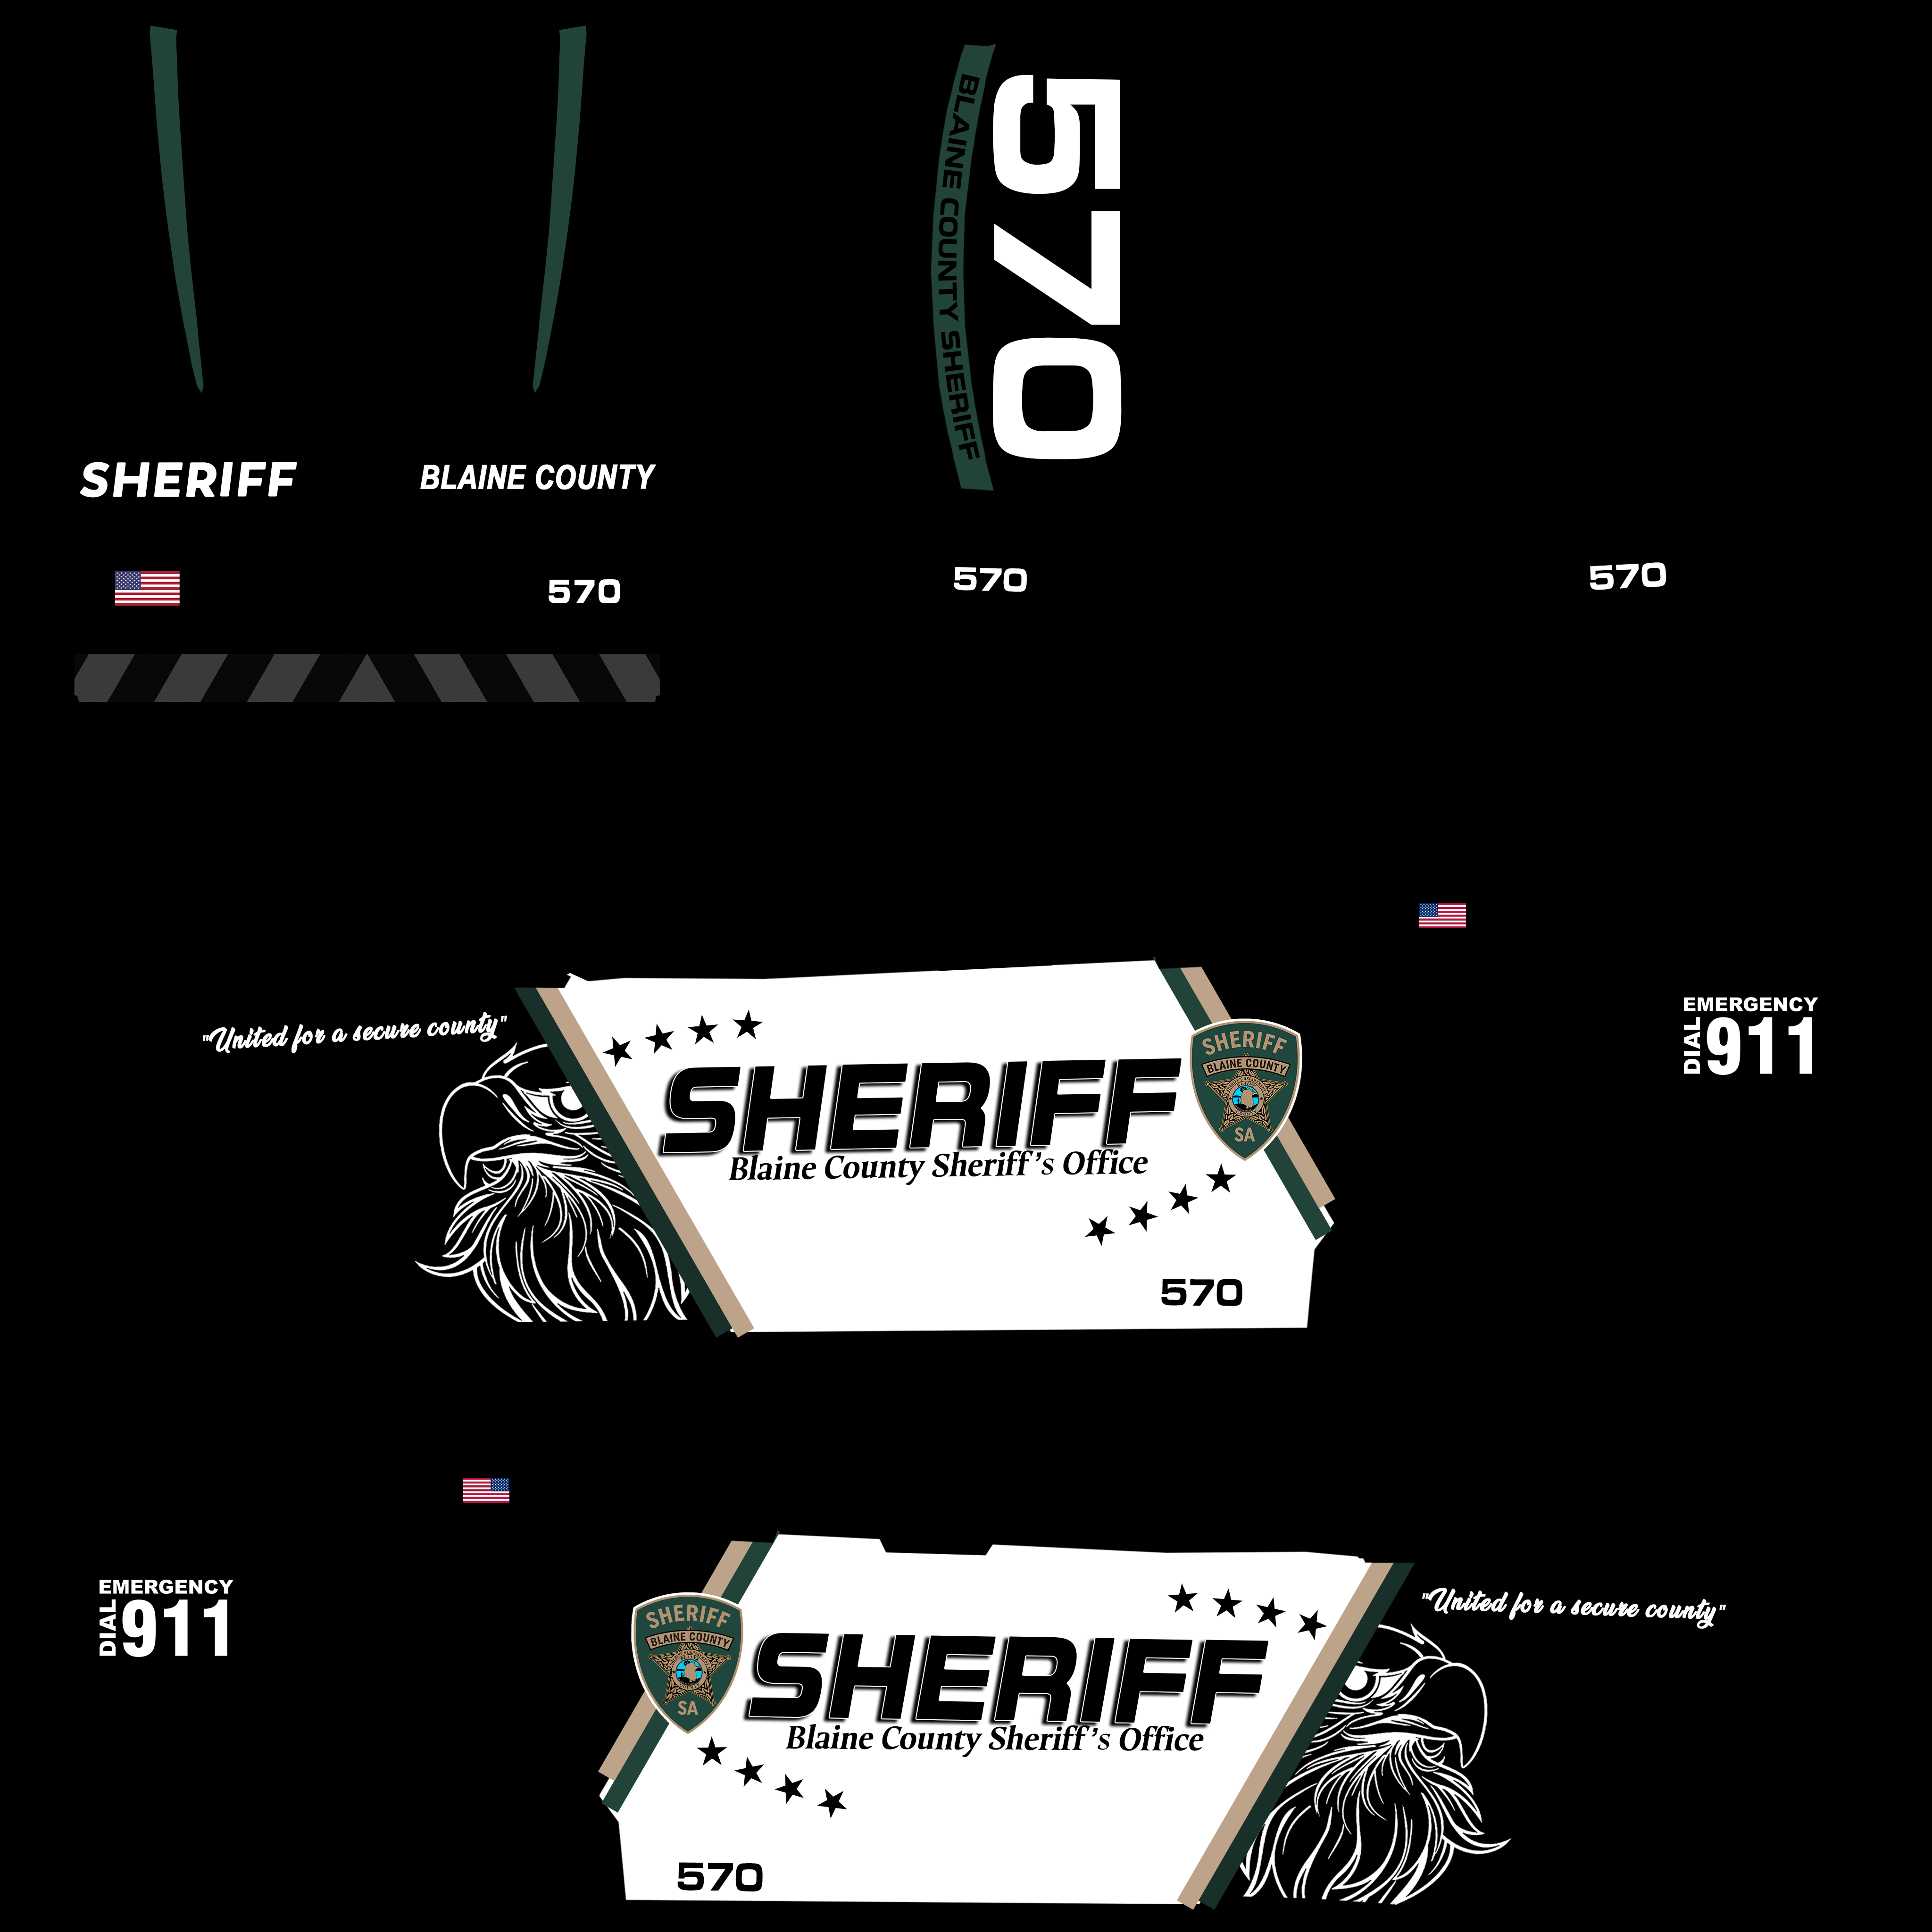 570
BLAINE COUNTY SHERIFF
SHERIFF
BLAINE COUNTY
570
570
570
"United for a secure county"
SHERIFF
Blaine County Sheriff's Office
570
SHERIFF
BLAINE COUNTY
SA
EMERGENCY
DIAL
911
EMERGENCY
DIAL
911
SHERIFF
BLAINE COUNTY
SA
SHERIFF
Blaine County Sheriff's Office
570
"United for a secure county"